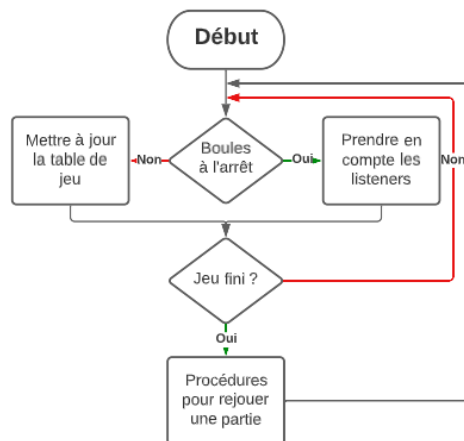 Début
Mettre à jour
la table de
jeu
Non
Boules
à l'arrêt
Oui
Prendre en
compte les
listeners
Non
Jeu fini ?
Oui
Procédures
pour rejouer
une partie